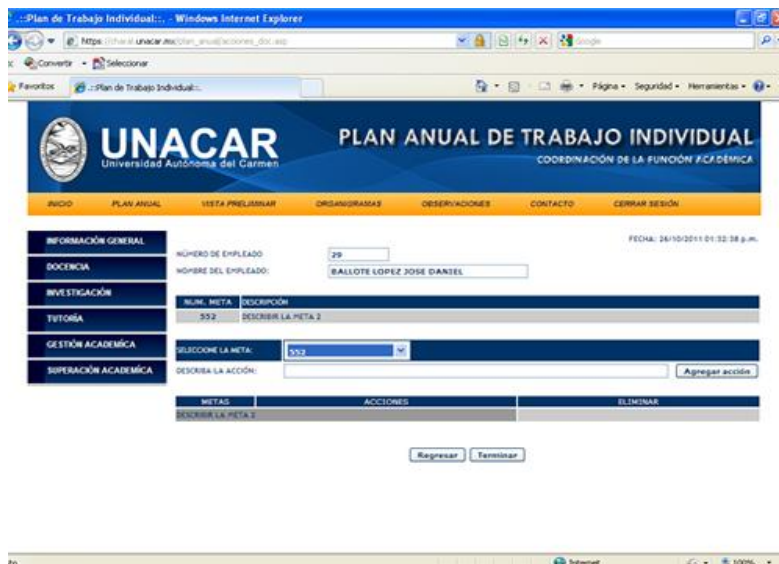 .::Plan de Trabajo Individual::. - Windows Internet Explorer
Google
Convertir Seleccionar
Favoritos .::Plan de Trabajo Individual::. Página Seguridad Herramientas
UNACAR
Universidad Autónoma del Carmen
PLAN ANUAL DE TRABAJO INDIVIDUAL
COORDINACIÓN DE LA FUNCIÓN ACADÉMICA
INICIO PLAN ANUAL VISTA PRELIMINAR ORGANIGRAMAS OBSERVACIONES CONTACTO CERRAR SESIÓN
INFORMACIÓN GENERAL
DOCENCIA
INVESTIGACIÓN
TUTORÍA
GESTIÓN ACADEMÍCA
SUPERACIÓN ACADEMÍCA
FECHA: 26/10/2011 01:32:38 p.m.
NÚMERO DE EMPLEADO 29
NOMBRE DEL EMPLEADO: BALLOTE LOPEZ JOSE DANIEL
NUM. META DESCRIPCIÓN
552 DESCRIBIR LA META 2
SELECCIONE LA META: 552
DESCRIBA LA ACCIÓN: Agregar acción
METAS ACCIONES ELIMINAR
DESCRIBIR LA META 2
Regresar Terminar
Internet 100%